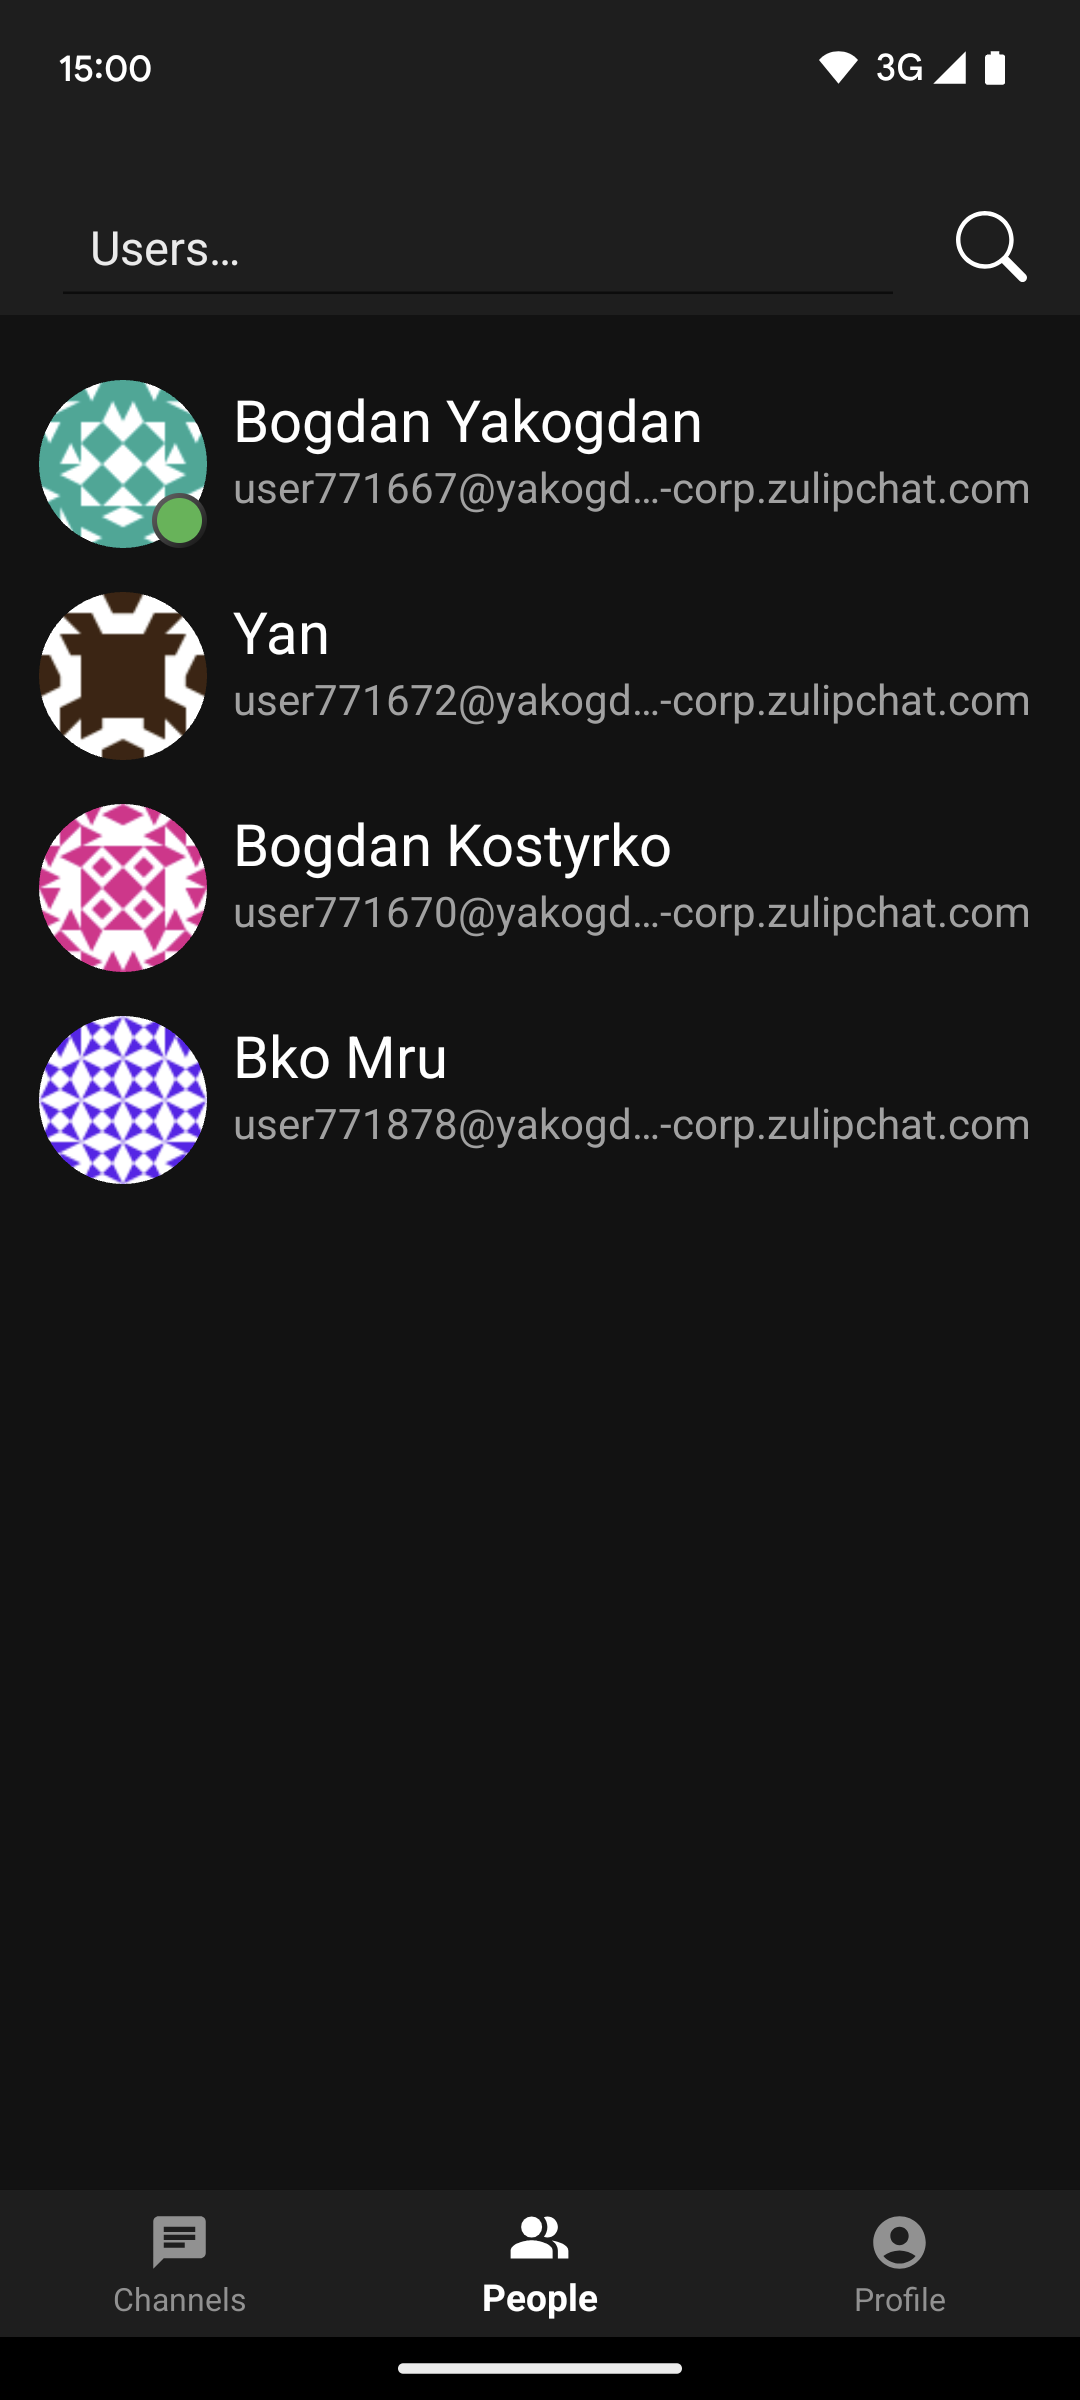 15:00
3G
Users...
Bogdan Yakogdan
user771667@yakogd...-corp.zulipchat.com
Yan
user771672@yakogd...-corp.zulipchat.com
Bogdan Kostyrko
user771670@yakogd...-corp.zulipchat.com
Bko Mru
user771878@yakogd...-corp.zulipchat.com
Channels
People
Profile